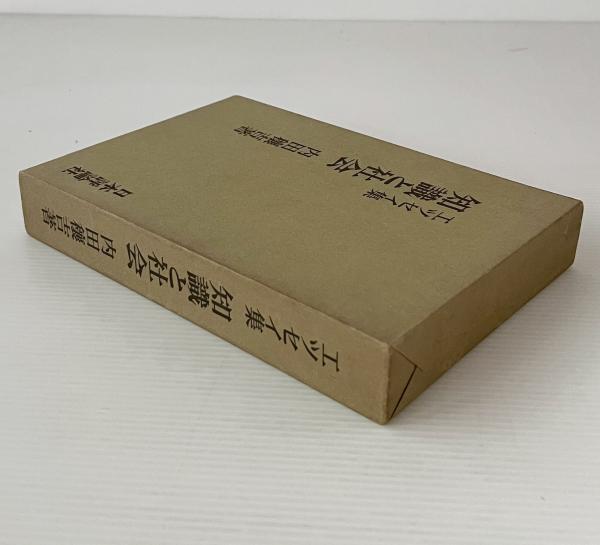 エッセイ集
知識と社会
内田穣吉著
日本評論社
エッセイ集
知識と社会
内田穣吉著